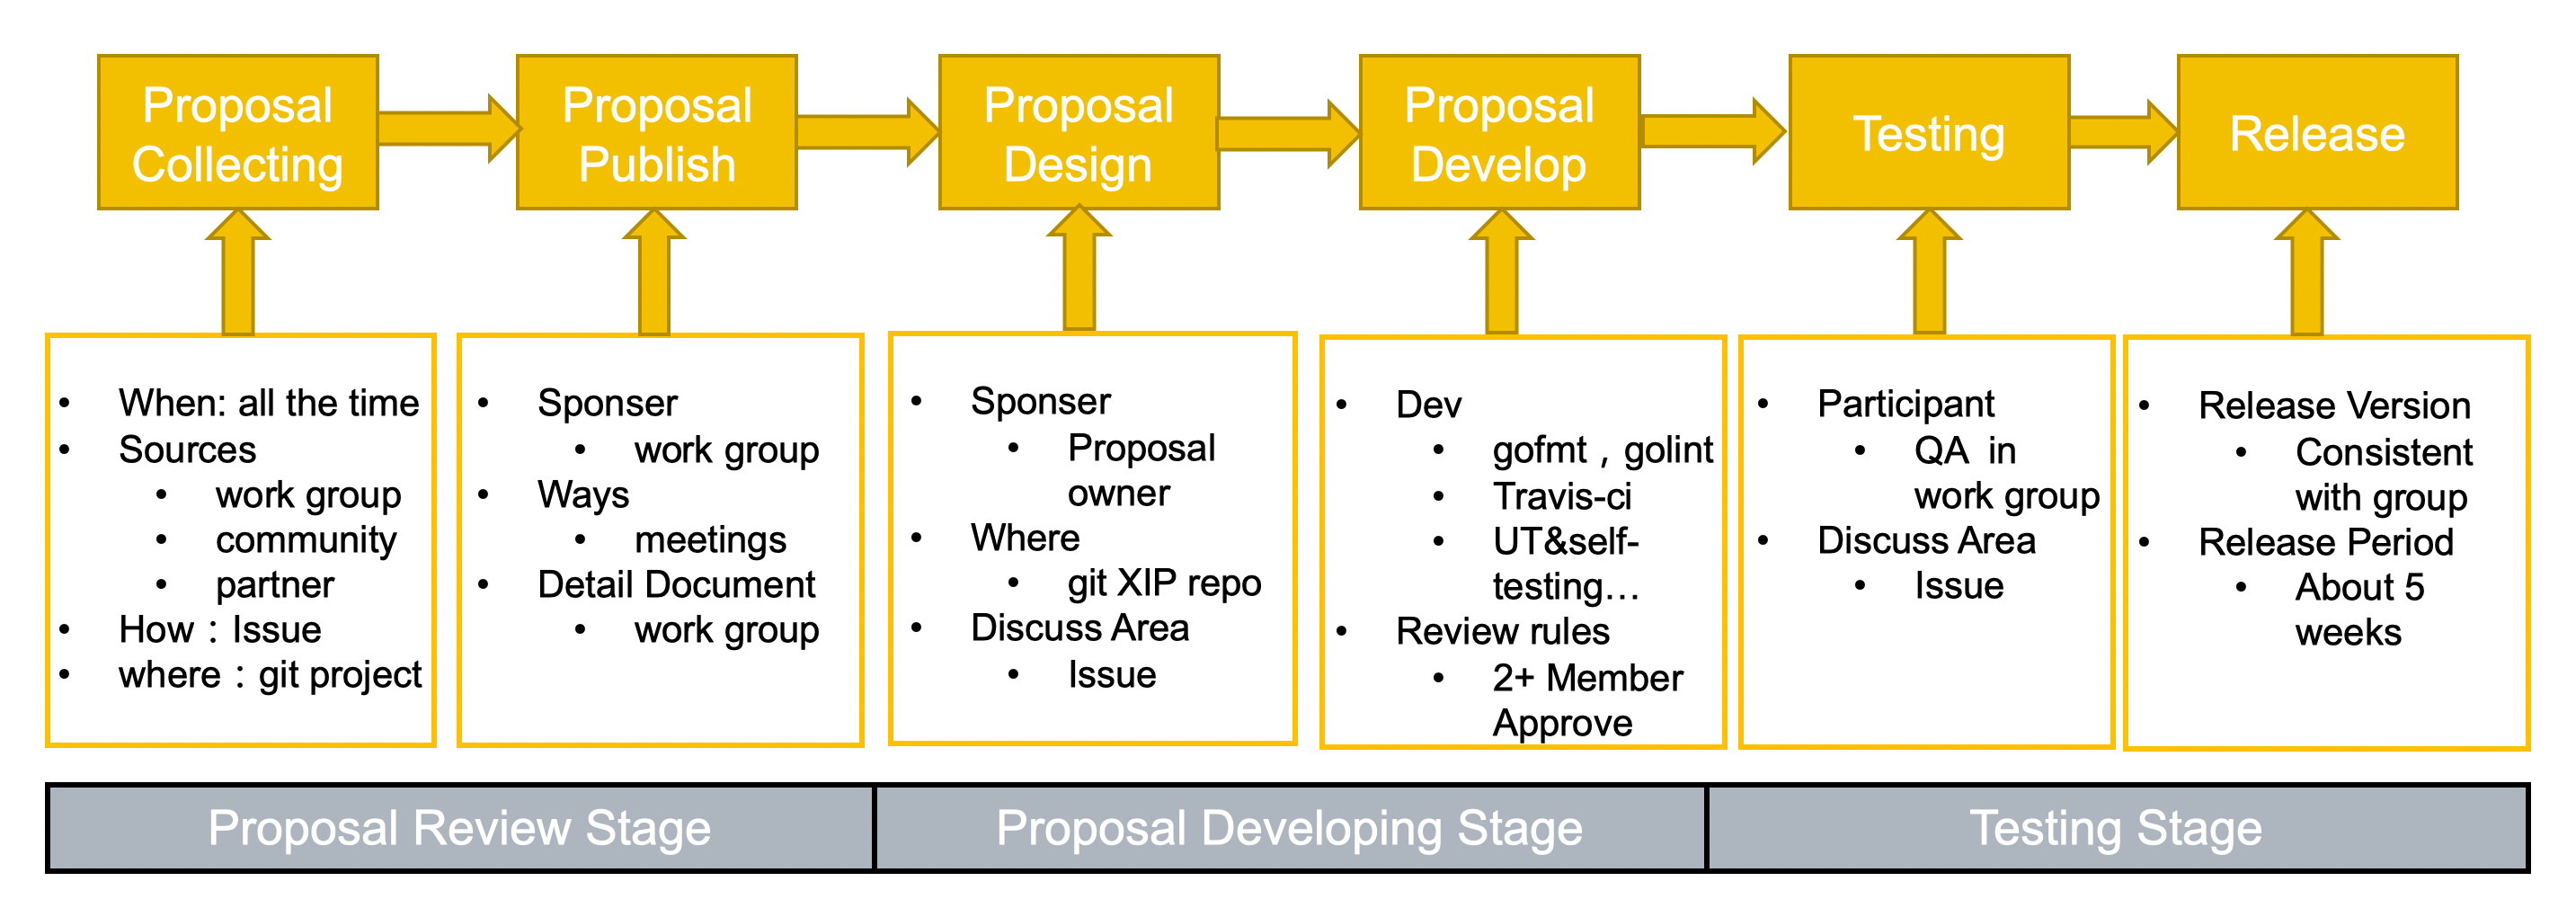 Proposal
Collecting
Proposal
Publish
Proposal
Design
Proposal
Develop
Testing
Release
• When: all the time
• Sources
• work group
• community
• partner
• How：Issue
• where：git project
• Sponser
• work group
• Ways
• meetings
• Detail Document
• work group
• Sponser
• Proposal
owner
• Where
• git XIP repo
• Discuss Area
• Issue
• Dev
• gofmt，golint
• Travis-ci
• UT&self-
testing…
• Review rules
• 2+ Member
Approve
• Participant
• QA in
work group
• Discuss Area
• Issue
• Release Version
• Consistent
with group
• Release Period
• About 5
weeks
Proposal Review Stage
Proposal Developing Stage
Testing Stage